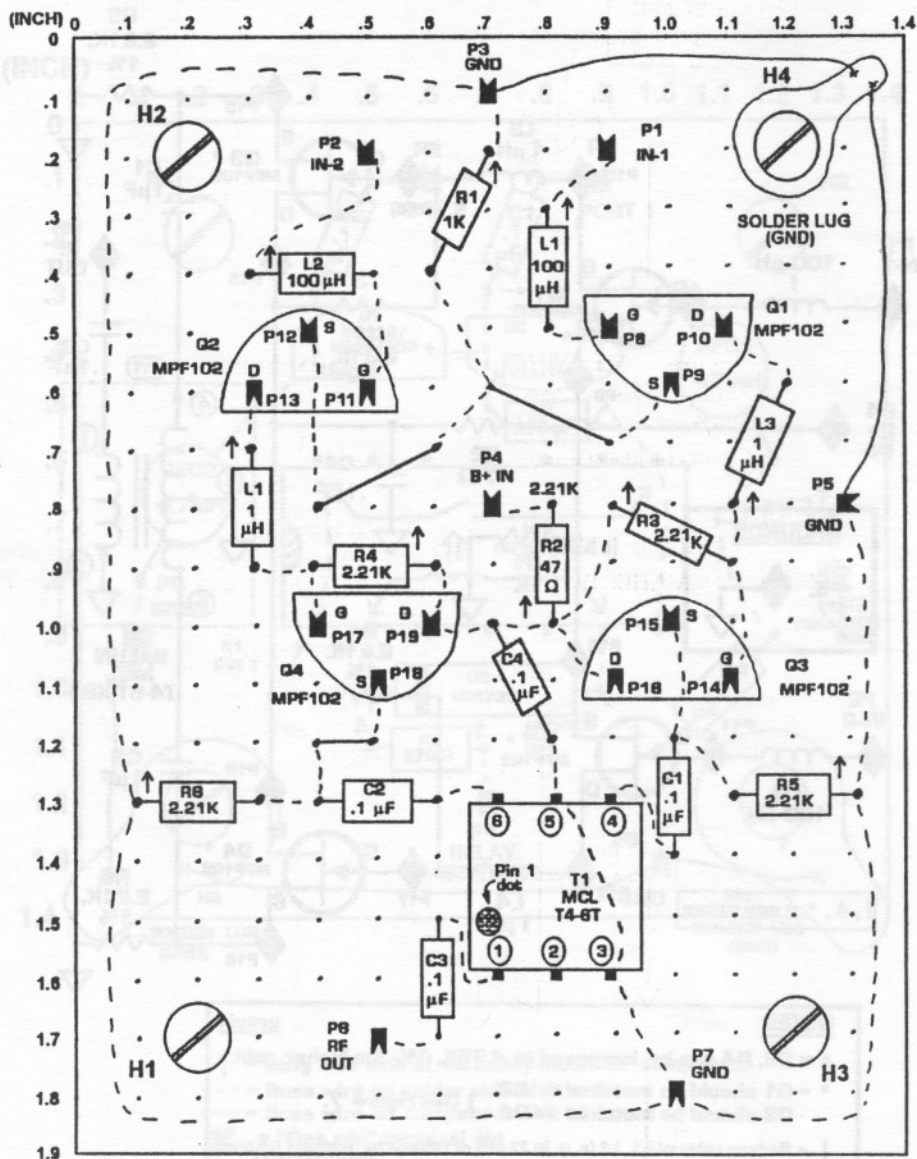 (INCH) 0 .1 .2 .3 .4 .5 .6 .7 .8 .9 1.0 1.1 1.2 1.3 1.4
0
.1
.2
.3
.4
.5
.6
.7
.8
.9
1.0
1.1
1.2
1.3
1.4
1.5
1.6
1.7
1.8
1.9
P3
GND
H4
H2
P2
IN-2
P1
IN-1
R1
1K
SOLDER LUG
(GND)
L1
100
μH
L2
100 μH
Q1
MPF102
G
D
P8
P10
S
P9
Q2
MPF102
P12
S
D
G
P13
P11
L3
1
μH
L4
1
μH
P4
B+ IN
2.21K
P5
GND
R3
2.21K
R2
47
Ω
R4
2.21K
G
D
P17
P19
P18
S
Q4
MPF102
C4
.1
μF
P15
S
D
G
P16
P14
Q3
MPF102
R6
2.21K
C2
.1 μF
C1
.1
μF
R5
2.21K
6
5
4
Pin 1
dot
T1
MCL
T4-6T
1
2
3
C3
.1
μF
P6
RF
OUT
H1
P7
GND
H3